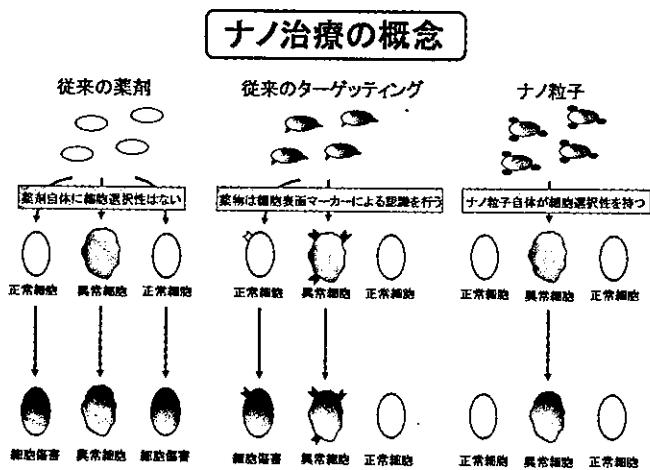 ナノ治療の概念
従来の薬剤
従来のターゲッティング
ナノ粒子
薬剤自体に細胞選択性はない
薬物は細胞表面マーカーによる認識を行う
ナノ粒子自体が細胞選択性を持つ
正常細胞 異常細胞 正常細胞
正常細胞 異常細胞 正常細胞
正常細胞 異常細胞 正常細胞
細胞傷害 異常細胞 細胞傷害
細胞傷害 異常細胞 正常細胞
正常細胞 異常細胞 正常細胞